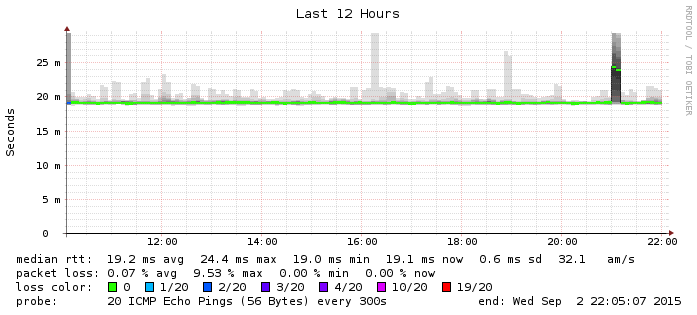 Last 12 Hours
RRDTOOL / TOBI OETIKER
Seconds
25 m
20 m
15 m
10 m
5 m
0
12:00 14:00 16:00 18:00 20:00 22:00
median rtt: 19.2 ms avg 24.4 ms max 19.0 ms min 19.1 ms now 0.6 ms sd 32.1 am/s
packet loss: 0.07 % avg 9.53 % max 0.00 % min 0.00 % now
loss color: 0 1/20 2/20 3/20 4/20 10/20 19/20
probe: 20 ICMP Echo Pings (56 Bytes) every 300s end: Wed Sep 2 22:05:07 2015